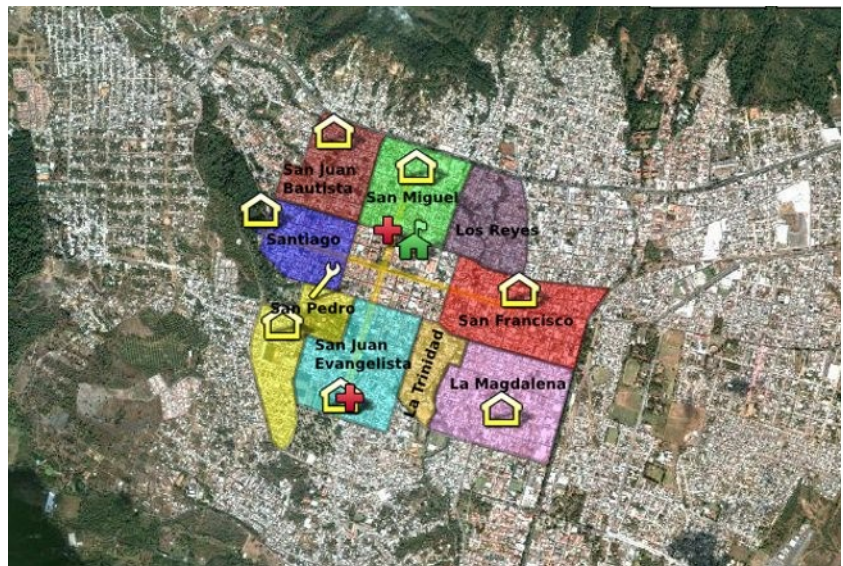 San Juan
Bautista
San Miguel
Los Reyes
Santiago
San Pedro
San Francisco
San Juan
Evangelista
La Trinidad
La Magdalena